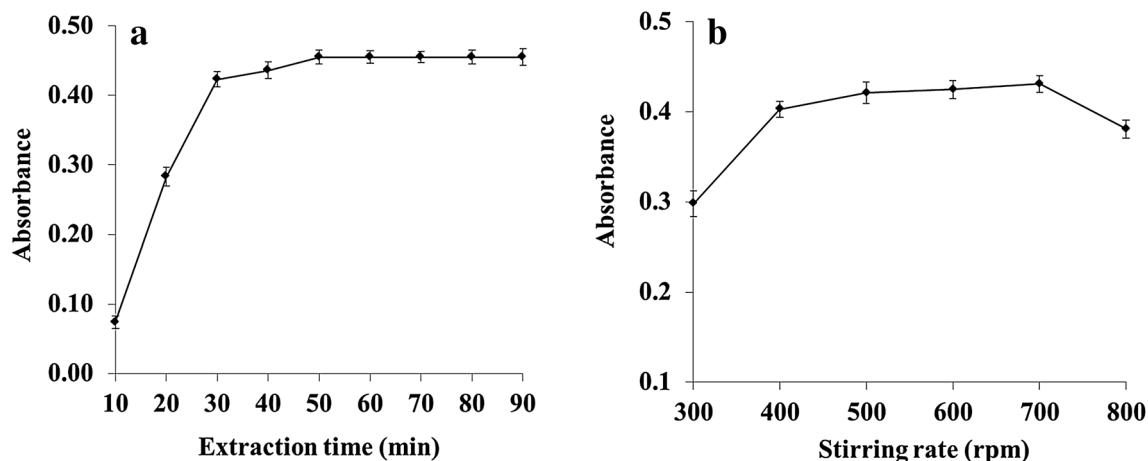 a
0.50
0.40
0.30
0.20
0.10
0.00
Absorbance
10 20 30 40 50 60 70 80 90
Extraction time (min)
b
0.5
0.4
0.3
0.2
0.1
Absorbance
300 400 500 600 700 800
Stirring rate (rpm)